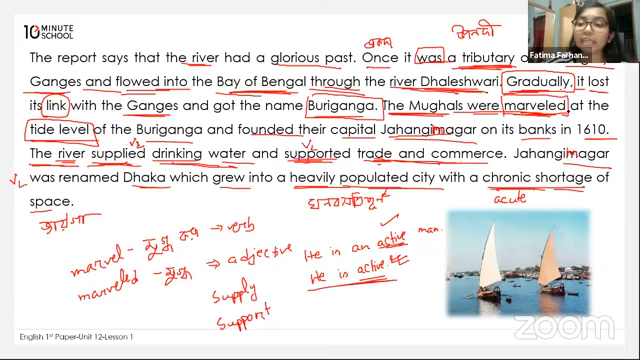 10 MINUTE
SCHOOL
একদা
উপনদী
Fatima Farhan...
The report says that the river had a glorious past. Once it was a tributary of
Ganges and flowed into the Bay of Bengal through the river Dhaleshwari. Gradually, it lost
its link with the Ganges and got the name Buriganga. The Mughals were marveled at the
tide level of the Buriganga and founded their capital Jahangirnagar on its banks in 1610.
V2
V2
The river supplied drinking water and supported trade and commerce. Jahangirnagar
V2
was renamed Dhaka which grew into a heavily populated city with a chronic shortage of
space.
জায়গা
ঘনবসতিপূর্ণ
acute
marvel - মুগ্ধ করা → verb
marveled - মুগ্ধ ⇒ adjective
He is an active man.
He is active
Supply
Support
English 1st Paper-Unit 12-Lesson 1
zoom